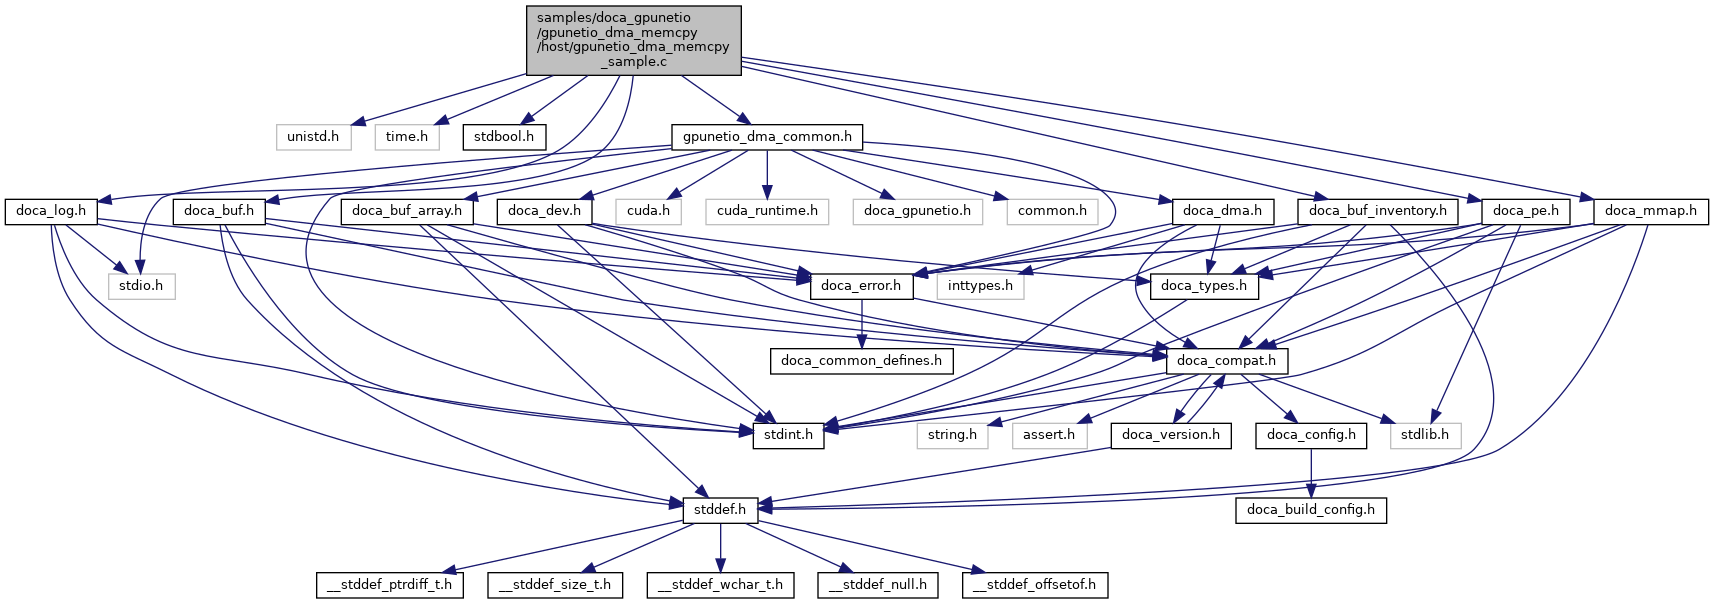 samples/doca_gpunetio
/gpunetio_dma_memcpy
/host/gpunetio_dma_memcpy
_sample.c
unistd.h
time.h
stdbool.h
gpunetio_dma_common.h
doca_log.h
doca_buf.h
doca_buf_array.h
doca_dev.h
cuda.h
cuda_runtime.h
doca_gpunetio.h
common.h
doca_dma.h
doca_buf_inventory.h
doca_pe.h
doca_mmap.h
stdio.h
doca_error.h
inttypes.h
doca_types.h
doca_common_defines.h
doca_compat.h
stdint.h
string.h
assert.h
doca_version.h
doca_config.h
stdlib.h
stddef.h
doca_build_config.h
__stddef_ptrdiff_t.h
__stddef_size_t.h
__stddef_wchar_t.h
__stddef_null.h
__stddef_offsetof.h